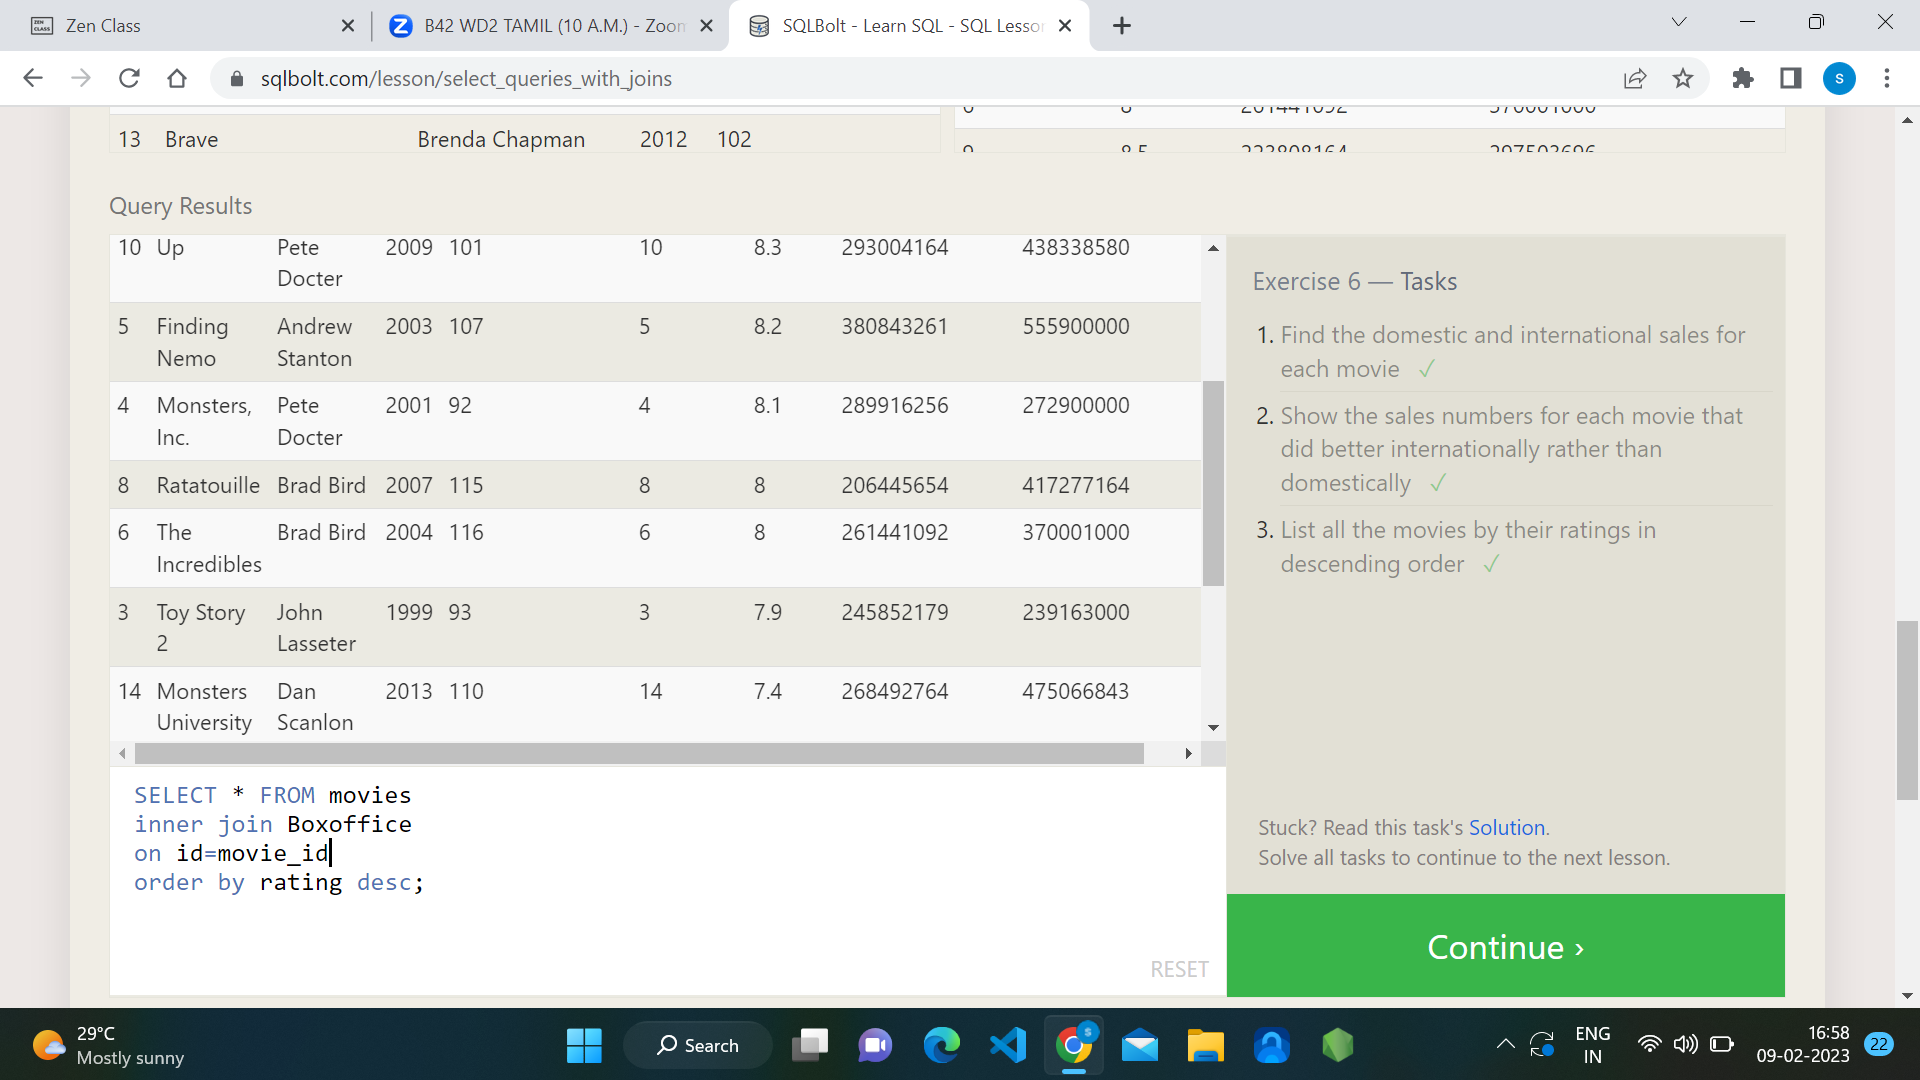 Zen Class
B42 WD2 TAMIL (10 A.M.) - Zoom
SQLBolt - Learn SQL - SQL Lesson
sqlbolt.com/lesson/select_queries_with_joins
S
13 Brave Brenda Chapman 2012 102
6 8 261441092 370001000
9 8.5 223808164 297503696
Query Results
10 Up Pete Docter 2009 101 10 8.3 293004164 438338580
5 Finding Nemo Andrew Stanton 2003 107 5 8.2 380843261 555900000
4 Monsters, Inc. Pete Docter 2001 92 4 8.1 289916256 272900000
8 Ratatouille Brad Bird 2007 115 8 8 206445654 417277164
6 The Incredibles Brad Bird 2004 116 6 8 261441092 370001000
3 Toy Story 2 John Lasseter 1999 93 3 7.9 245852179 239163000
14 Monsters University Dan Scanlon 2013 110 14 7.4 268492764 475066843
Exercise 6 — Tasks
1. Find the domestic and international sales for
each movie ✓
2. Show the sales numbers for each movie that
did better internationally rather than
domestically ✓
3. List all the movies by their ratings in
descending order ✓
SELECT * FROM movies
inner join Boxoffice
on id=movie_id
order by rating desc;
RESET
Stuck? Read this task's Solution.
Solve all tasks to continue to the next lesson.
Continue ›
29°C
Mostly sunny
Search
ENG
IN
16:58
09-02-2023
22